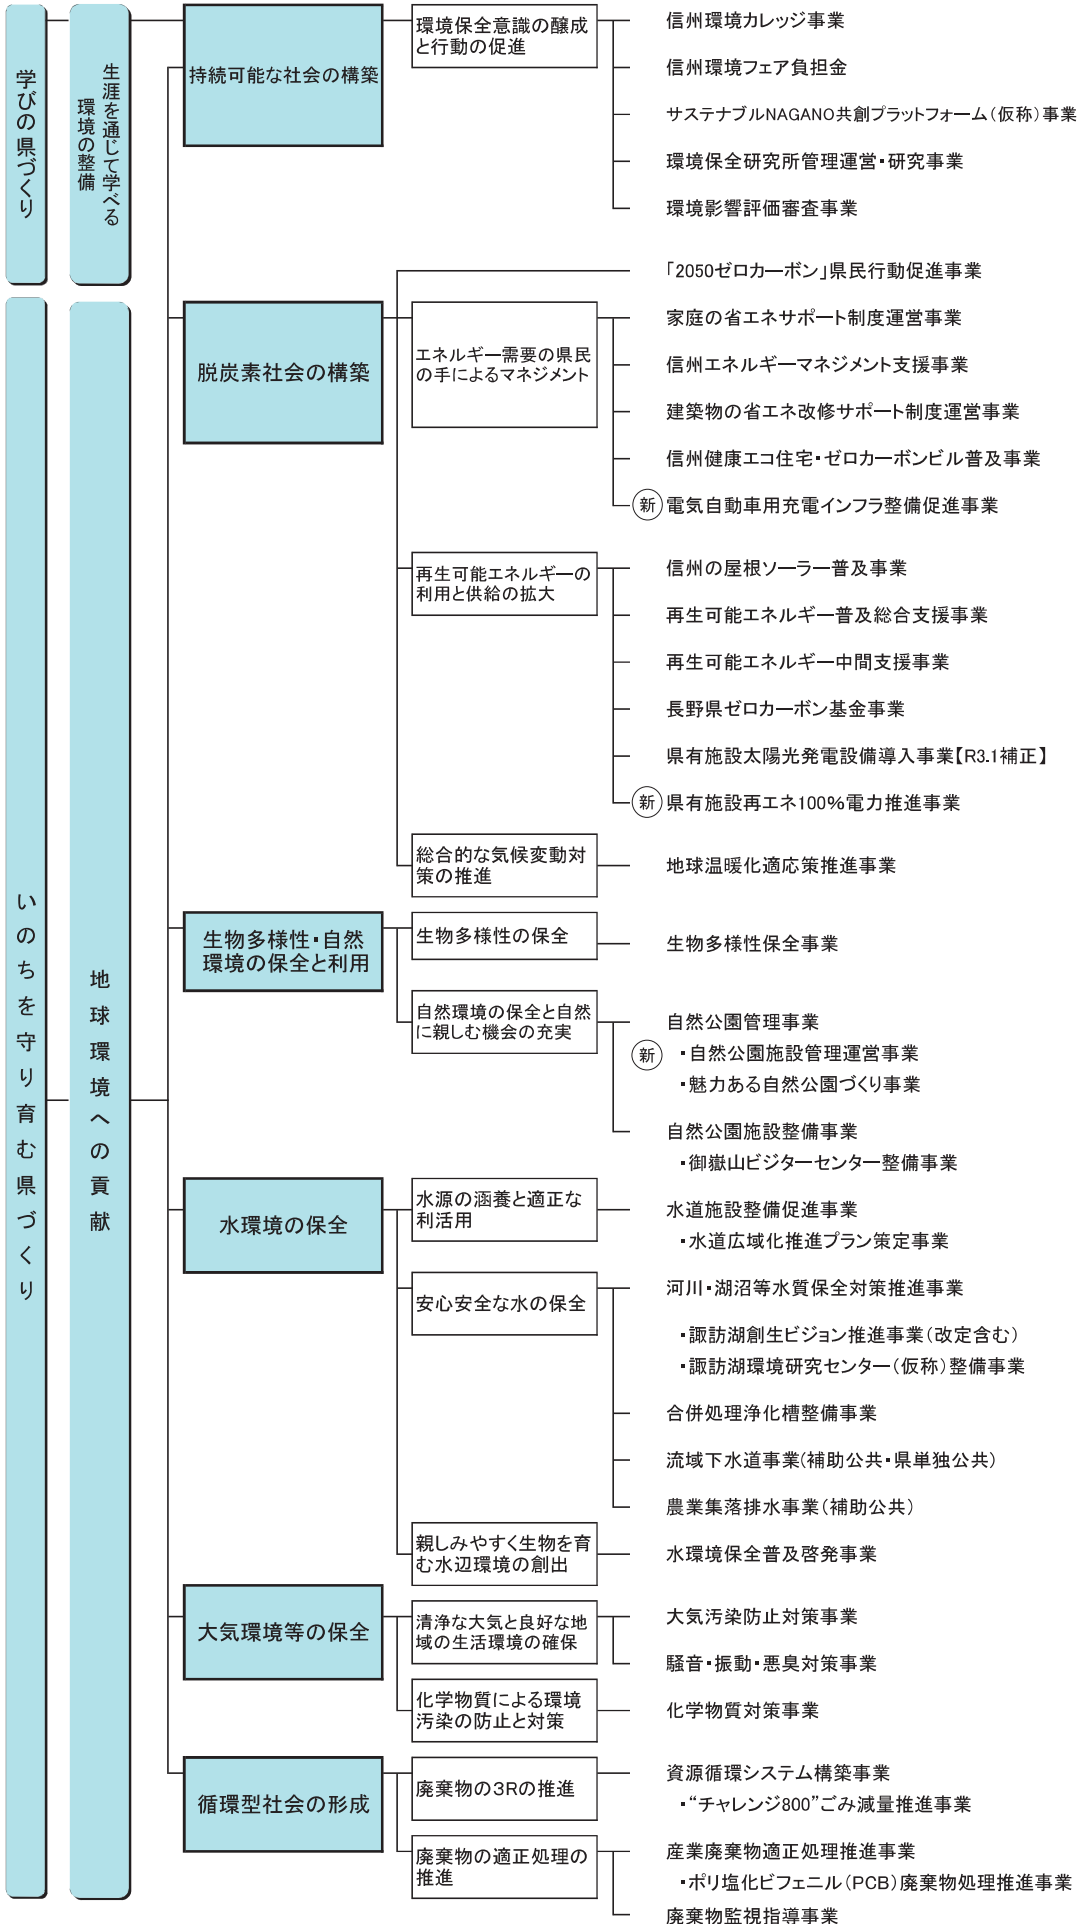 学びの県づくり
生涯を通じて学べる
環境の整備
持続可能な社会の構築
環境保全意識の醸成
と行動の促進
信州環境カレッジ事業
信州環境フェア負担金
サステナブルNAGANO共創プラットフォーム(仮称)事業
環境保全研究所管理運営・研究事業
環境影響評価審査事業
いのちを守り育む県づくり
地球環境への貢献
脱炭素社会の構築
「2050ゼロカーボン」県民行動促進事業
エネルギー需要の県民
の手によるマネジメント
家庭の省エネサポート制度運営事業
信州エネルギーマネジメント支援事業
建築物の省エネ改修サポート制度運営事業
信州健康エコ住宅・ゼロカーボンビル普及事業
新 電気自動車用充電インフラ整備促進事業
再生可能エネルギーの
利用と供給の拡大
信州の屋根ソーラー普及事業
再生可能エネルギー普及総合支援事業
再生可能エネルギー中間支援事業
長野県ゼロカーボン基金事業
県有施設太陽光発電設備導入事業【R3.1補正】
新 県有施設再エネ100%電力推進事業
総合的な気候変動対
策の推進
地球温暖化適応策推進事業
生物多様性・自然
環境の保全と利用
生物多様性の保全
生物多様性保全事業
自然環境の保全と自然
に親しむ機会の充実
自然公園管理事業
新 ・自然公園施設管理運営事業
・魅力ある自然公園づくり事業
自然公園施設整備事業
・御嶽山ビジターセンター整備事業
水環境の保全
水源の涵養と適正な
利活用
水道施設整備促進事業
・水道広域化推進プラン策定事業
安心安全な水の保全
河川・湖沼等水質保全対策推進事業
・諏訪湖創生ビジョン推進事業(改定含む)
・諏訪湖環境研究センター(仮称)整備事業
合併処理浄化槽整備事業
流域下水道事業(補助公共・県単独公共)
農業集落排水事業(補助公共)
親しみやすく生物を育
む水辺環境の創出
水環境保全普及啓発事業
大気環境等の保全
清浄な大気と良好な地
域の生活環境の確保
大気汚染防止対策事業
騒音・振動・悪臭対策事業
化学物質による環境
汚染の防止と対策
化学物質対策事業
循環型社会の形成
廃棄物の3Rの推進
資源循環システム構築事業
・“チャレンジ800”ごみ減量推進事業
廃棄物の適正処理の
推進
産業廃棄物適正処理推進事業
・ポリ塩化ビフェニル(PCB)廃棄物処理推進事業
廃棄物監視指導事業